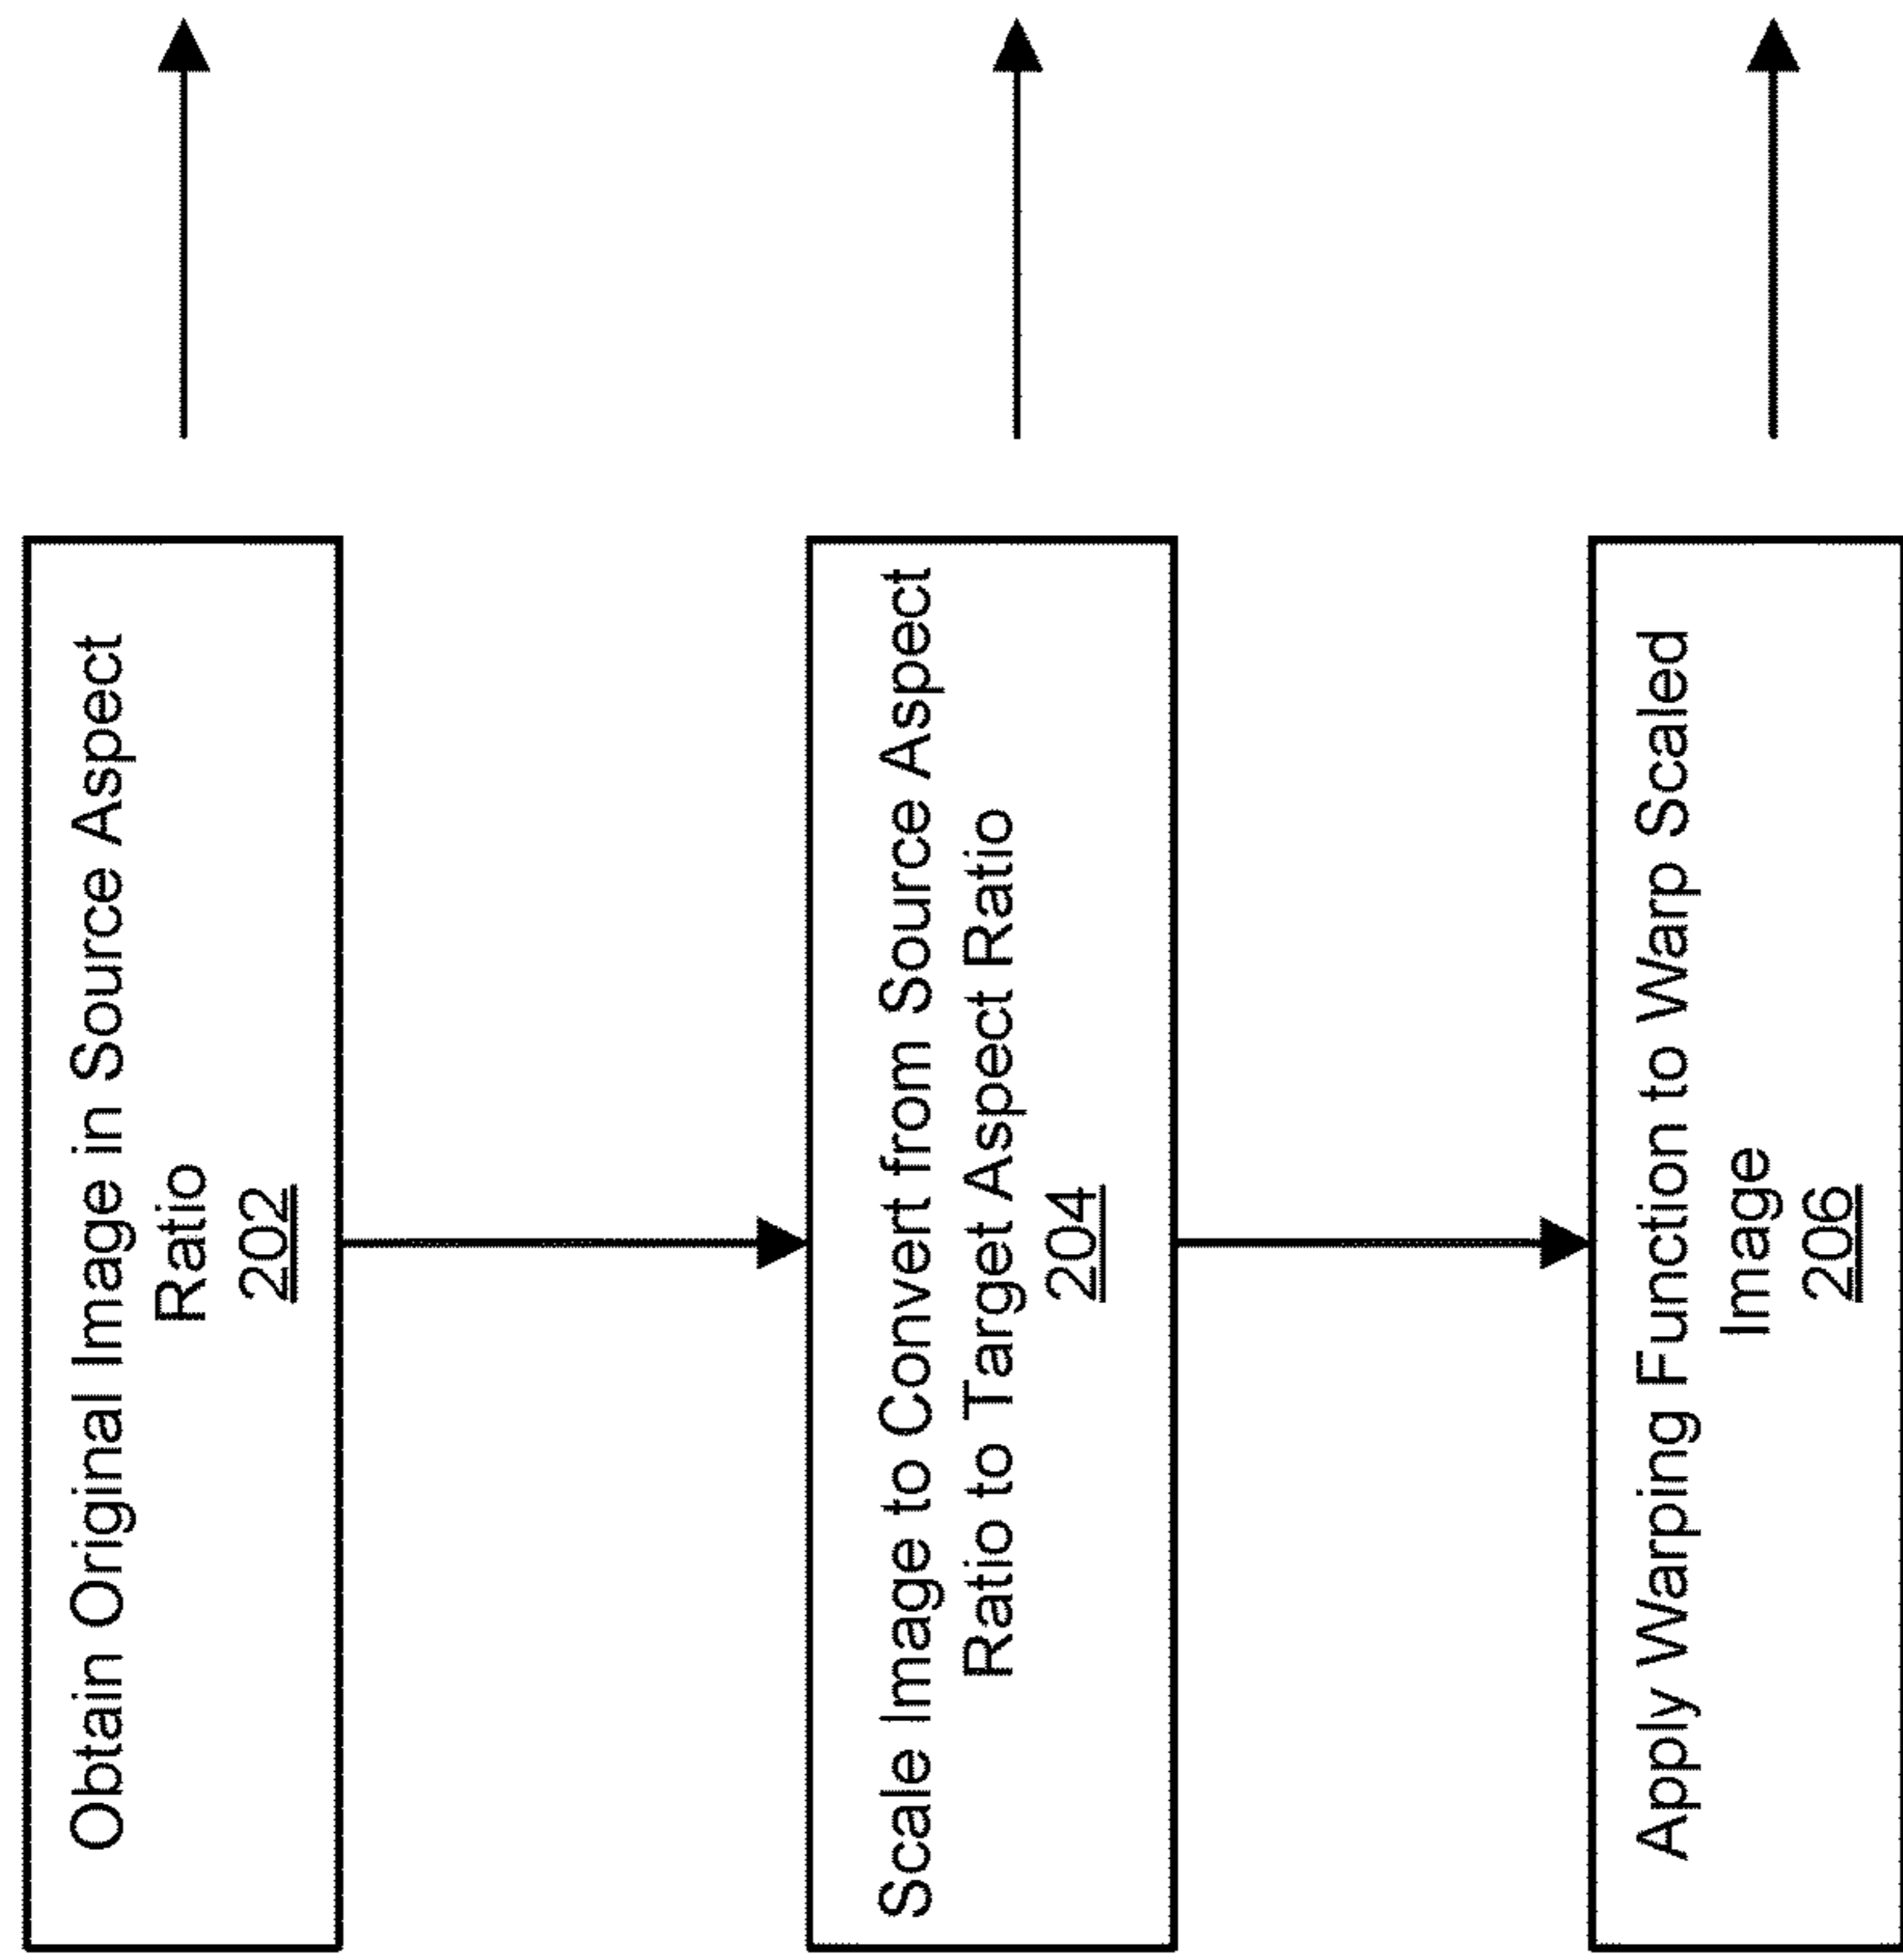 Obtain Original Image in Source Aspect
Ratio
202
Scale Image to Convert from Source Aspect
Ratio to Target Aspect Ratio
204
Apply Warping Function to Warp Scaled
Image
206